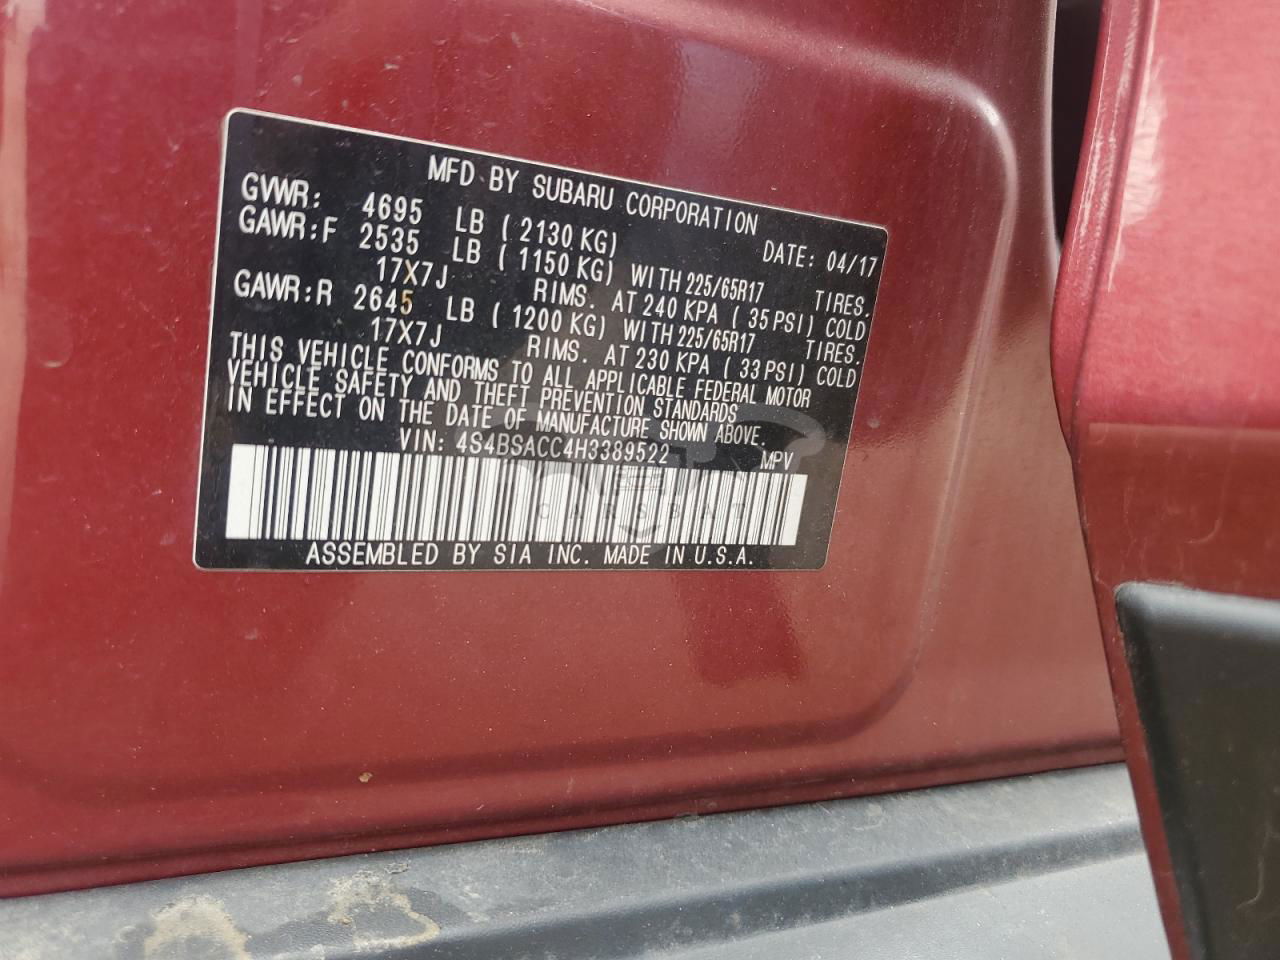 MFD BY SUBARU CORPORATION
GVWR: 4695 LB ( 2130 KG) DATE: 04/17
GAWR:F 2535 LB ( 1150 KG) WITH 225/65R17 TIRES.
17X7J RIMS. AT 240 KPA ( 35 PSI) COLD
GAWR:R 2645 LB ( 1200 KG) WITH 225/65R17 TIRES.
17X7J RIMS. AT 230 KPA ( 33 PSI) COLD
THIS VEHICLE CONFORMS TO ALL APPLICABLE FEDERAL MOTOR
VEHICLE SAFETY AND THEFT PREVENTION STANDARDS
IN EFFECT ON THE DATE OF MANUFACTURE SHOWN ABOVE.
VIN: 4S4BSACC4H3389522 MPV
CARSBAT
ASSEMBLED BY SIA INC. MADE IN U.S.A.